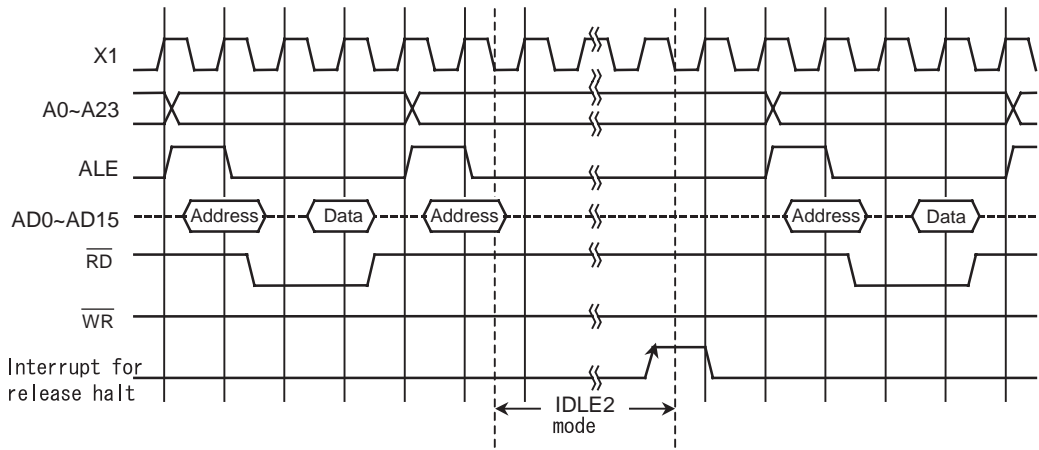 X1
A0~A23
ALE
AD0~AD15
Address
Data
Address
Address
Data
RD
WR
Interrupt for
release halt
IDLE2
mode